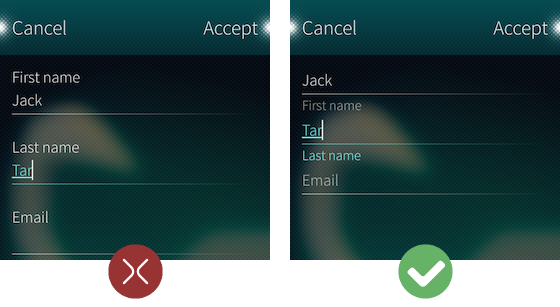 Cancel Accept
First name
Jack
Last name
Tar
Email
Cancel Accept
Jack
First name
Tar
Last name
Email